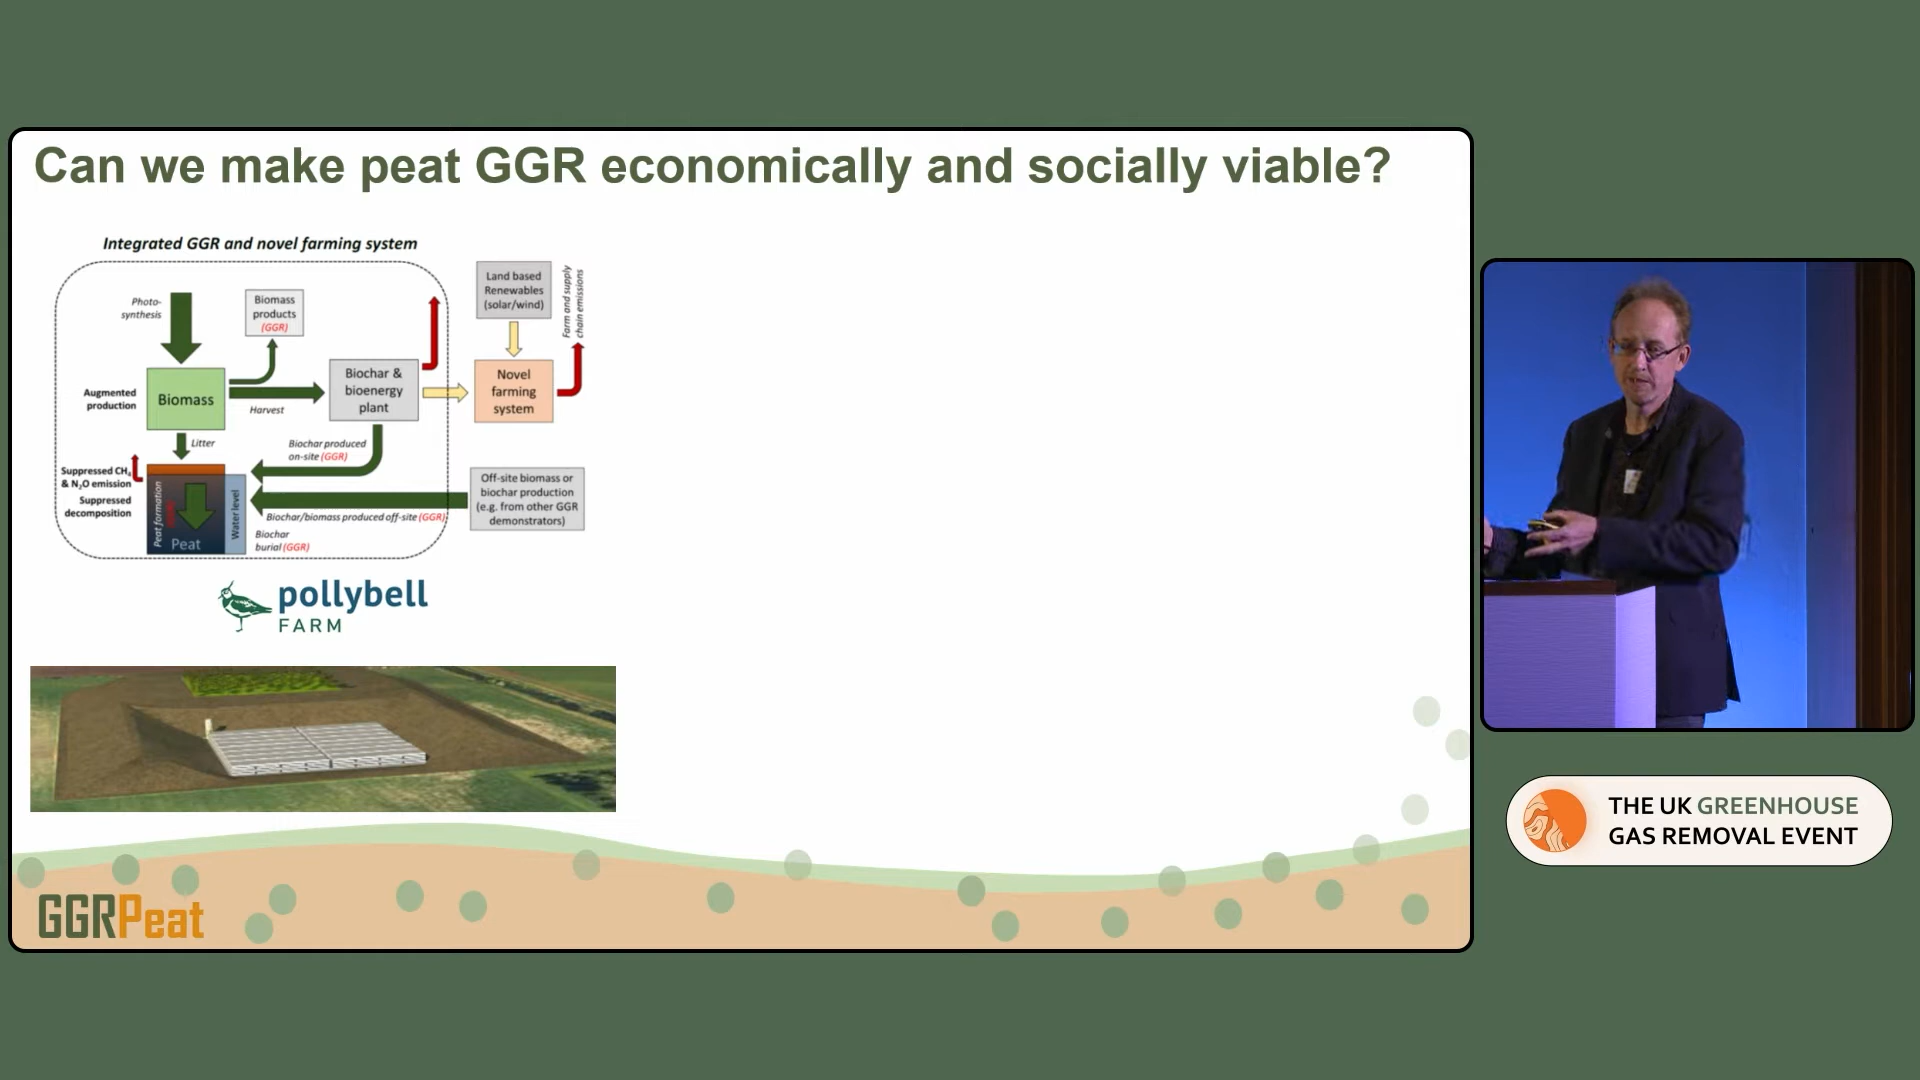 Can we make peat GGR economically and socially viable?
Integrated GGR and novel farming system
Photo-
synthesis
Biomass
products
(GGR)
Land based
Renewables
(solar/wind)
Farm and supply
chain emissions
Augmented
production
Biomass
Harvest
Biochar &
bioenergy
plant
Novel
farming
system
Litter
Biochar produced
on-site (GGR)
Suppressed CH₄
& N₂O emission
Suppressed
decomposition
Peat formation
Peat
Water level
Off-site biomass or
biochar production
(e.g. from other GGR
demonstrators)
Biochar/biomass produced off-site (GGR)
Biochar
burial (GGR)
pollybell
FARM
GGRPeat
THE UK GREENHOUSE
GAS REMOVAL EVENT